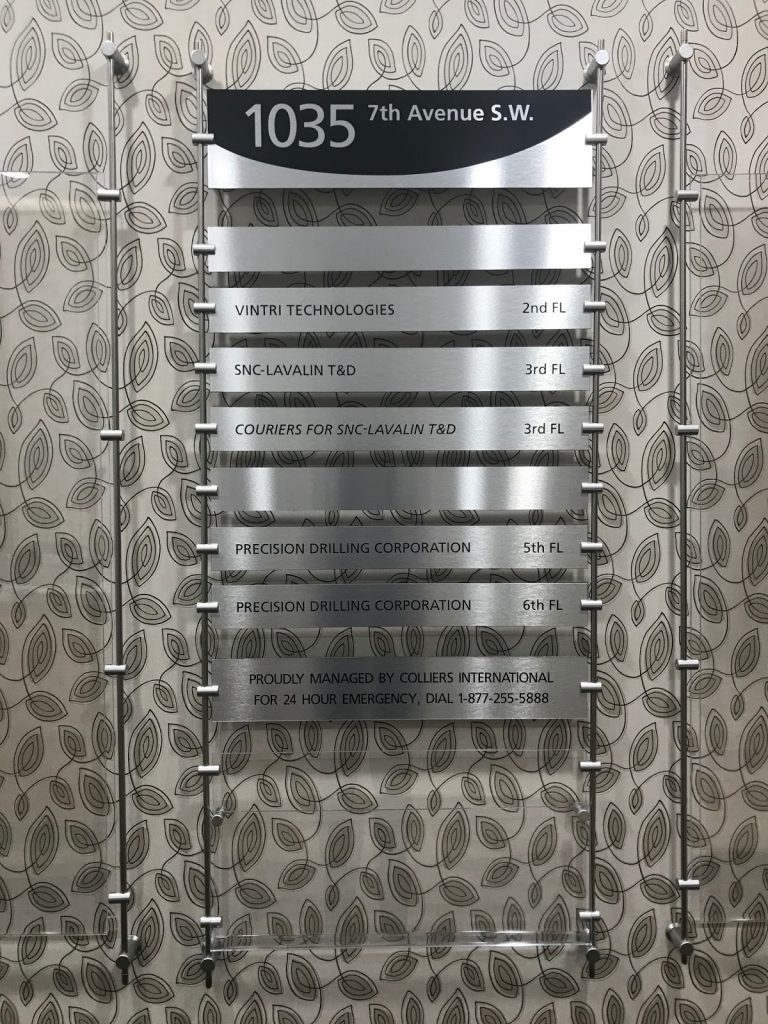 1035 7th Avenue S.W.
VINTRI TECHNOLOGIES 2nd FL
SNC-LAVALIN T&D 3rd FL
COURIERS FOR SNC-LAVALIN T&D 3rd FL
PRECISION DRILLING CORPORATION 5th FL
PRECISION DRILLING CORPORATION 6th FL
PROUDLY MANAGED BY COLLIERS INTERNATIONAL
FOR 24 HOUR EMERGENCY, DIAL 1-877-255-5888